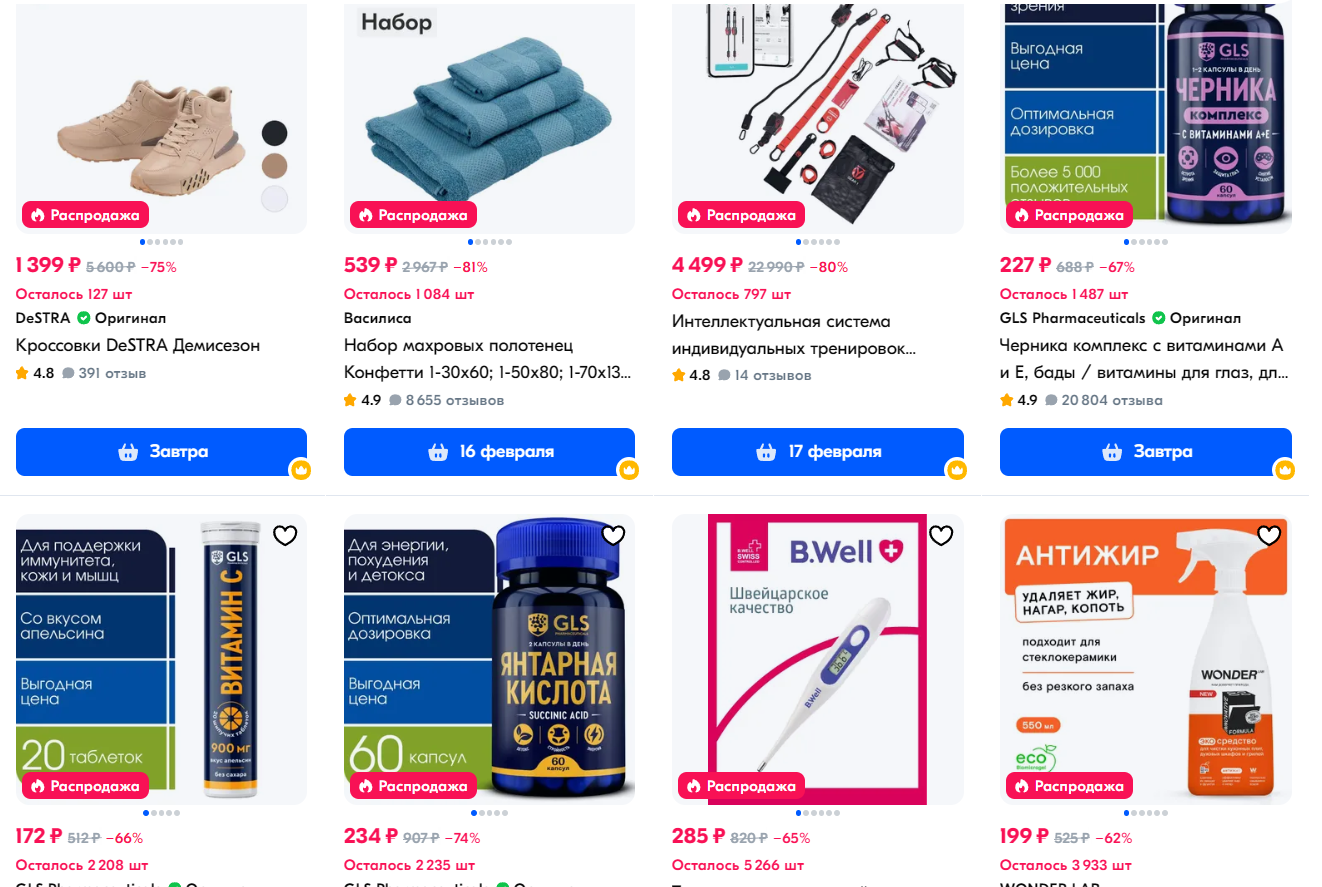 Набор
Распродажа
1 399 ₽ 5 600 ₽ −75%
Осталось 127 шт
DeSTRA Оригинал
Кроссовки DeSTRA Демисезон
4.8 391 отзыв
Завтра
Распродажа
539 ₽ 2 967 ₽ −81%
Осталось 1 084 шт
Василиса
Набор махровых полотенец
Конфетти 1-30х60; 1-50х80; 1-70х13...
4.9 8 655 отзывов
16 февраля
Распродажа
4 499 ₽ 22 990 ₽ −80%
Осталось 797 шт
Интеллектуальная система
индивидуальных тренировок...
4.8 14 отзывов
17 февраля
зрения
Выгодная
цена
Оптимальная
дозировка
Более 5 000
положительных
GLS
1-2 КАПСУЛЫ В ДЕНЬ
ЧЕРНИКА
комплекс
С ВИТАМИНАМИ А+Е
60
капсул
Распродажа
227 ₽ 688 ₽ −67%
Осталось 1 487 шт
GLS Pharmaceuticals Оригинал
Черника комплекс с витаминами А
и Е, бады / витамины для глаз, дл...
4.9 20 804 отзыва
Завтра
Для поддержки
иммунитета,
кожи и мышц
Со вкусом
апельсина
Выгодная
цена
20 таблеток
GLS
ВИТАМИН С
900 мг
вкус апельсин
без сахара
Распродажа
172 ₽ 512 ₽ −66%
Осталось 2 208 шт
GLS Pharmaceuticals
Для энергии,
похудения
и детокса
Оптимальная
дозировка
Выгодная
цена
60 капсул
GLS
2 КАПСУЛЫ В ДЕНЬ
ЯНТАРНАЯ
КИСЛОТА
SUCCINIC ACID
60
капсул
Распродажа
234 ₽ 907 ₽ −74%
Осталось 2 235 шт
GLS Pharmaceuticals
B.WELL
SWISS
B.Well
Швейцарское
качество
36.6
B.Well
Распродажа
285 ₽ 820 ₽ −65%
Осталось 5 266 шт
АНТИЖИР
УДАЛЯЕТ ЖИР,
НАГАР, КОПОТЬ
подходит для
стеклокерамики
без резкого запаха
550 мл
eco
WONDER LAB
NEW
FORMULA
ЭКО средство
Распродажа
199 ₽ 525 ₽ −62%
Осталось 3 933 шт
WONDER LAB